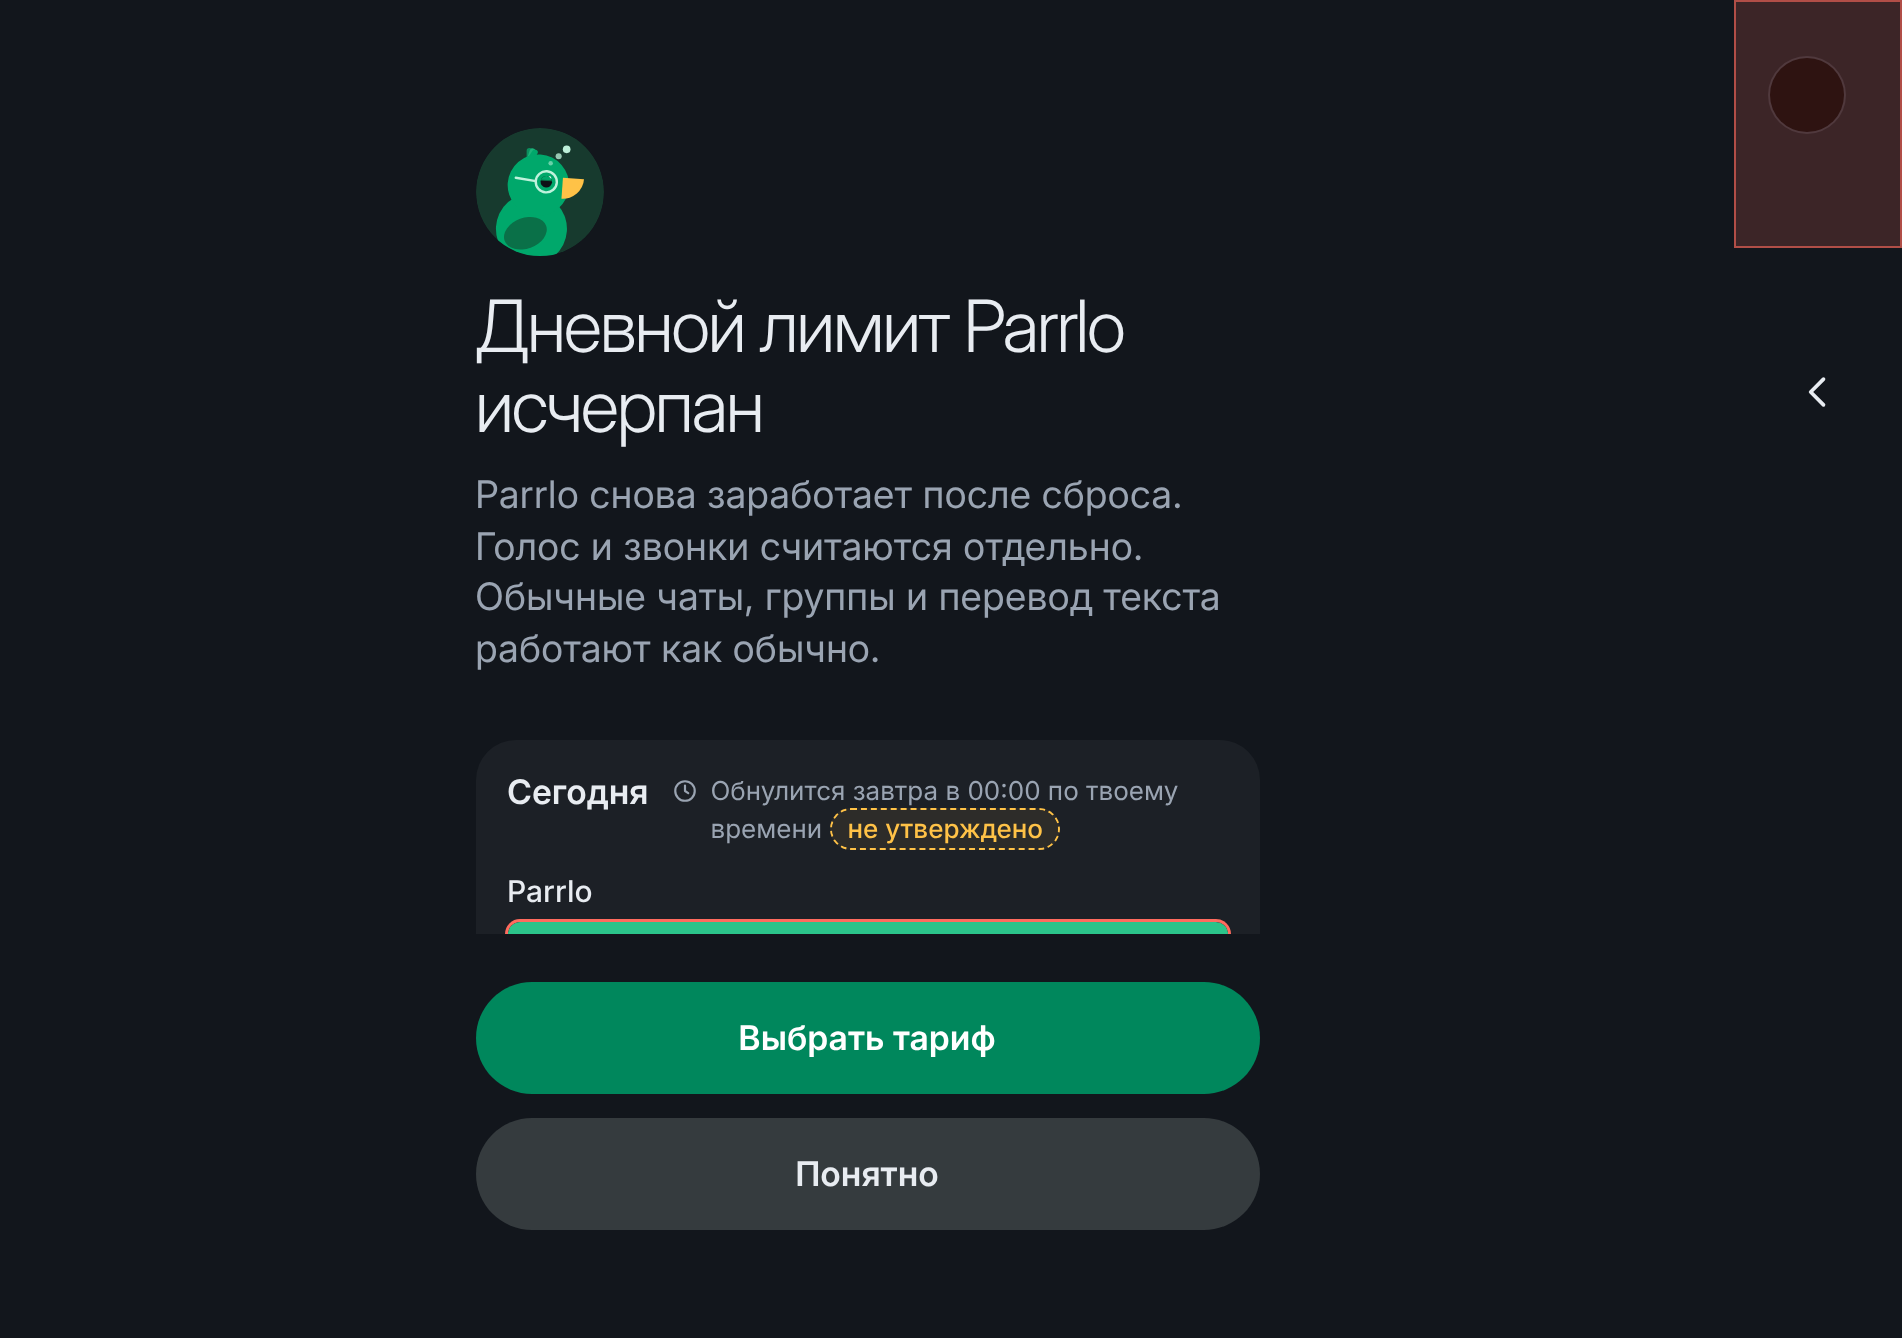 Дневной лимит Parrlo
исчерпан
Parrlo снова заработает после сброса.
Голос и звонки считаются отдельно.
Обычные чаты, группы и перевод текста
работают как обычно.
Сегодня Обнулится завтра в 00:00 по твоему
времени не утверждено
Parrlo
Выбрать тариф
Понятно